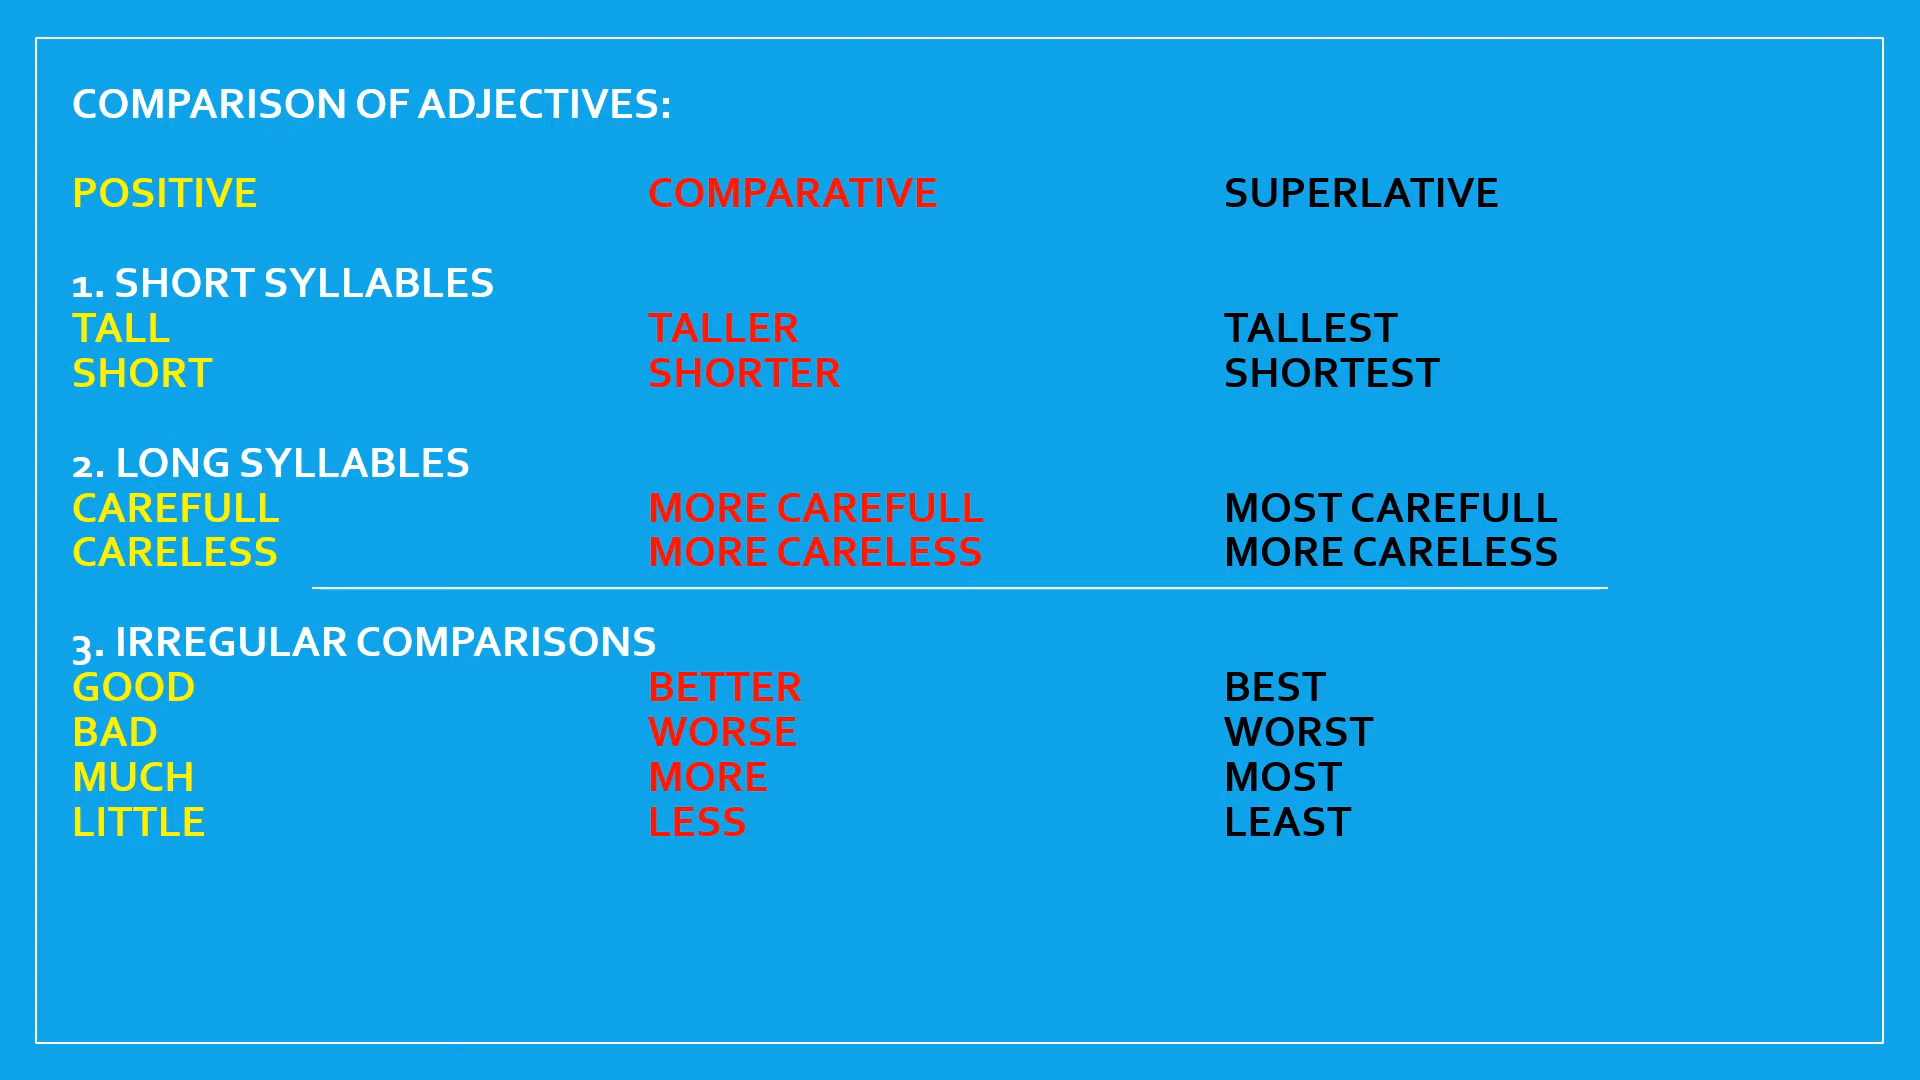 COMPARISON OF ADJECTIVES:
POSITIVE COMPARATIVE SUPERLATIVE
1. SHORT SYLLABLES
TALL TALLER TALLEST
SHORT SHORTER SHORTEST
2. LONG SYLLABLES
CAREFULL MORE CAREFULL MOST CAREFULL
CARELESS MORE CARELESS MORE CARELESS
3. IRREGULAR COMPARISONS
GOOD BETTER BEST
BAD WORSE WORST
MUCH MORE MOST
LITTLE LESS LEAST